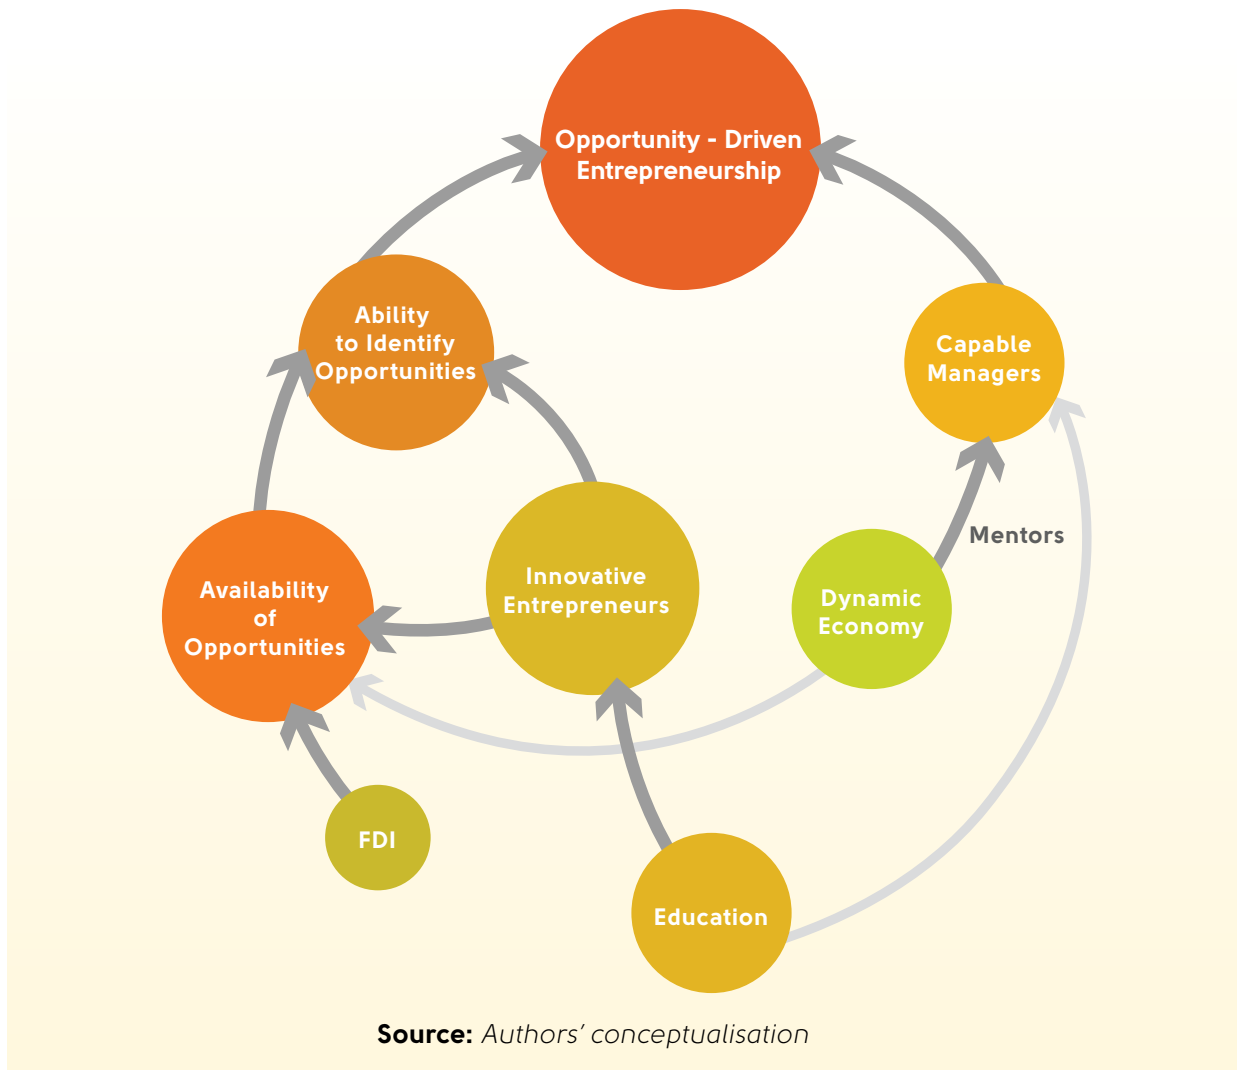 Opportunity - Driven
Entrepreneurship
Ability
to Identify
Opportunities
Capable
Managers
Mentors
Innovative
Entrepreneurs
Availability
of
Opportunities
Dynamic
Economy
FDI
Education
Source: Authors’ conceptualisation